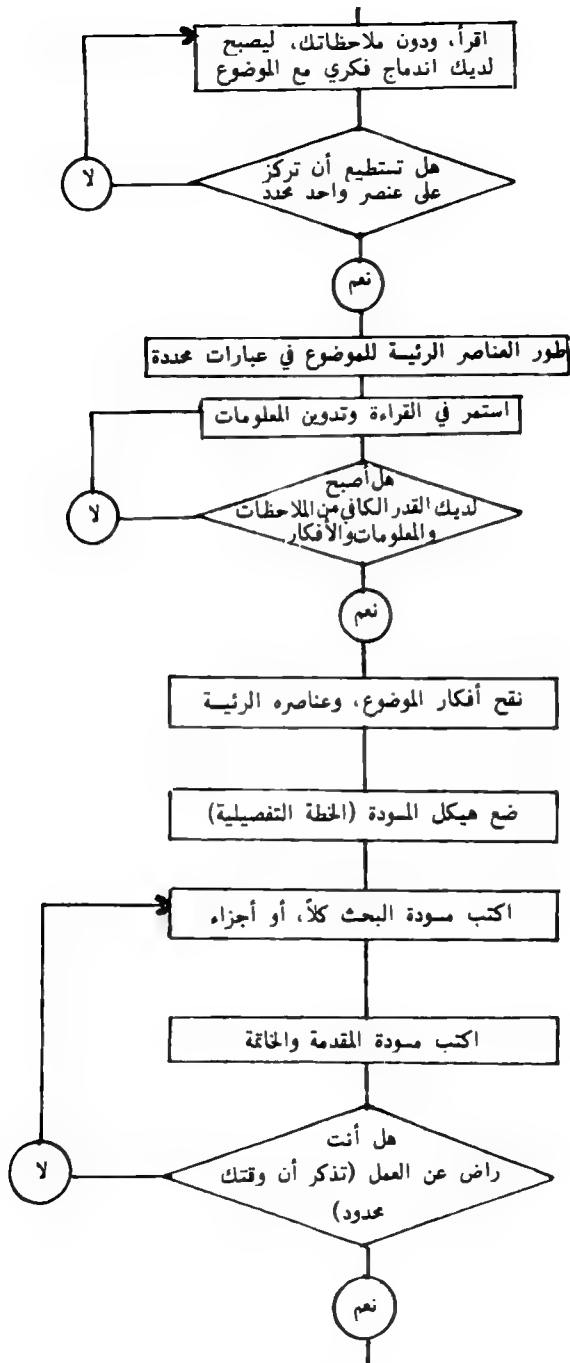 اقرأ، ودون ملاحظاتك، ليصبح
لديك اندماج فكري مع الموضوع
هل تستطيع أن تركز
على عنصر واحد محدد
لا
نعم
طور العناصر الرئيسة للموضوع في عبارات محددة
استمر في القراءة وتدوين المعلومات
هل أصبح
لديك القدر الكافي من الملاحظات
والمعلومات والأفكار
لا
نعم
نقح أفكار الموضوع، وعناصره الرئيسة
ضع هيكل المسودة (الخطة التفصيلية)
اكتب مسودة البحث كلاً، أو أجزاء
اكتب مسودة المقدمة والخاتمة
هل أنت
راض عن العمل (تذكر أن وقتك
محدود)
لا
نعم